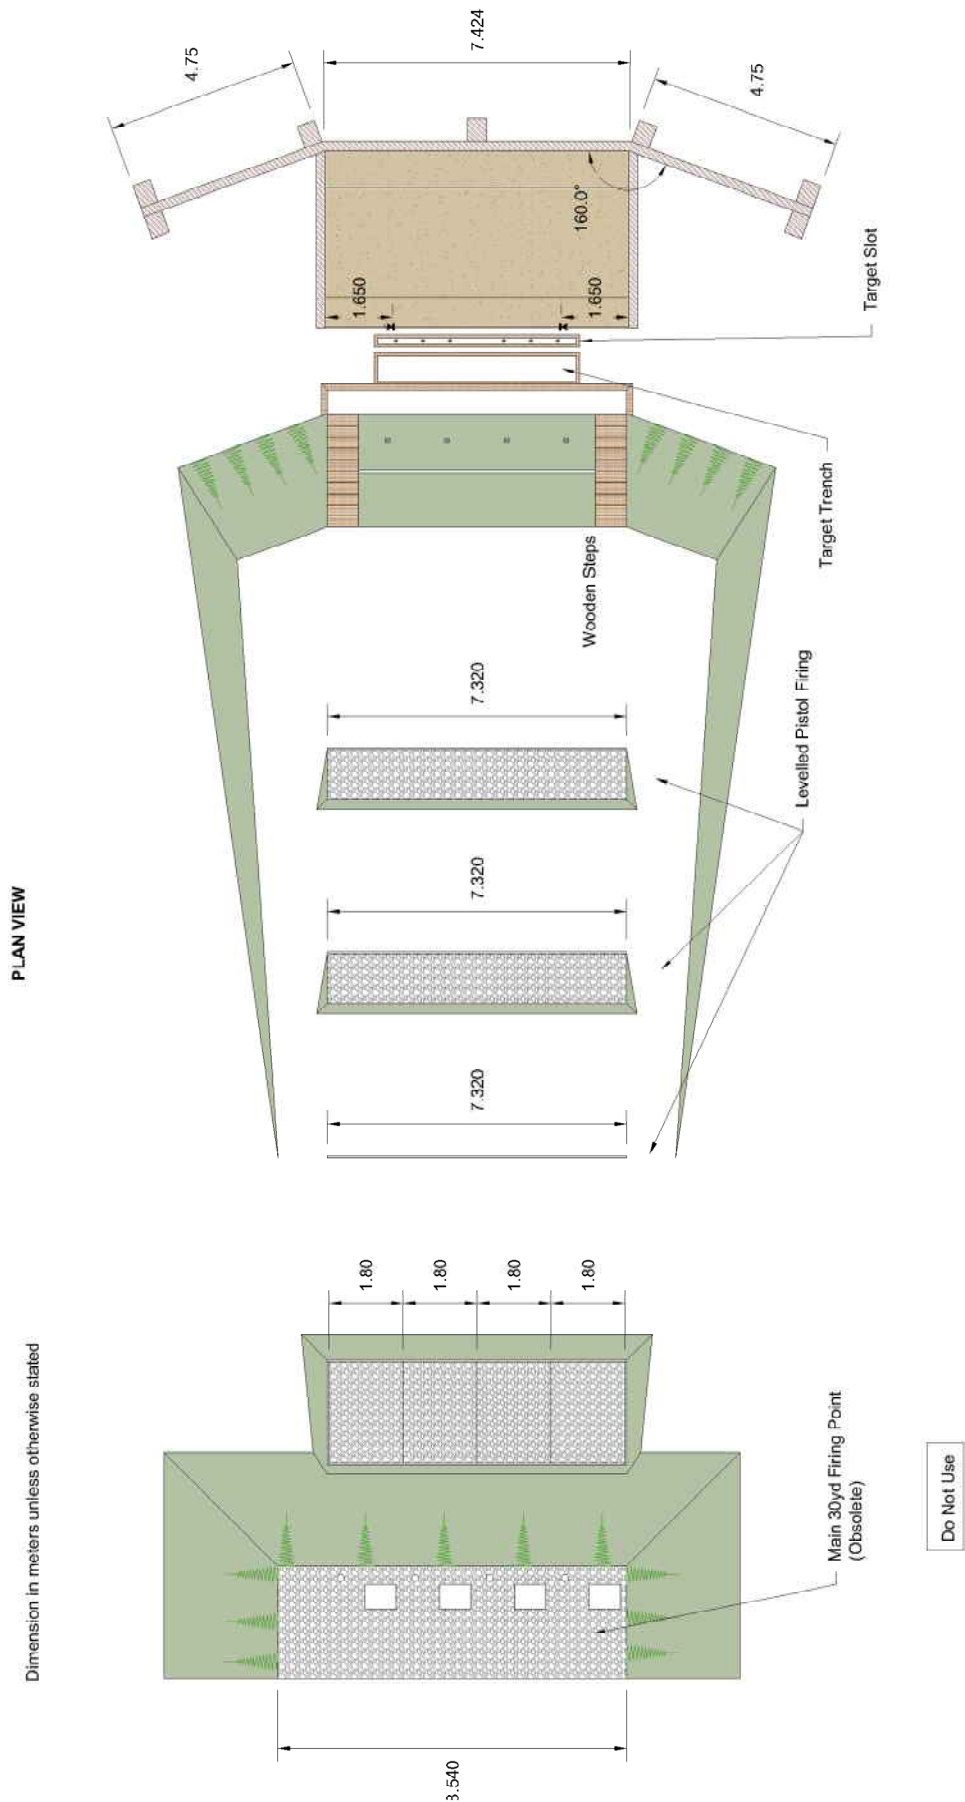 PLAN VIEW
Dimension in meters unless otherwise stated
4.75
7.424
4.75
160.0°
1.650
1.650
Target Slot
Target Trench
Wooden Steps
7.320
7.320
7.320
Levelled Pistol Firing
1.80
1.80
1.80
1.80
8.540
Main 30yd Firing Point
(Obsolete)
Do Not Use